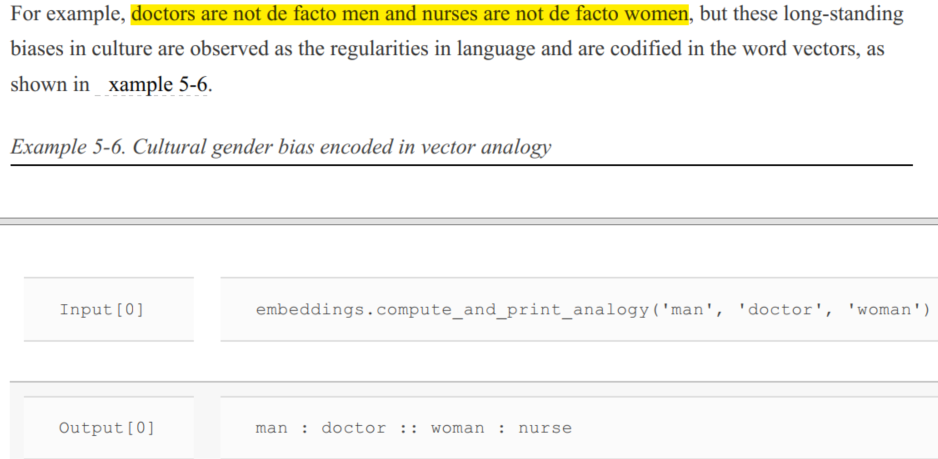 For example, doctors are not de facto men and nurses are not de facto women, but these long-standing
biases in culture are observed as the regularities in language and are codified in the word vectors, as
shown in xample 5-6.
Example 5-6. Cultural gender bias encoded in vector analogy
Input[0] embeddings.compute_and_print_analogy('man', 'doctor', 'woman')
Output[0] man : doctor :: woman : nurse